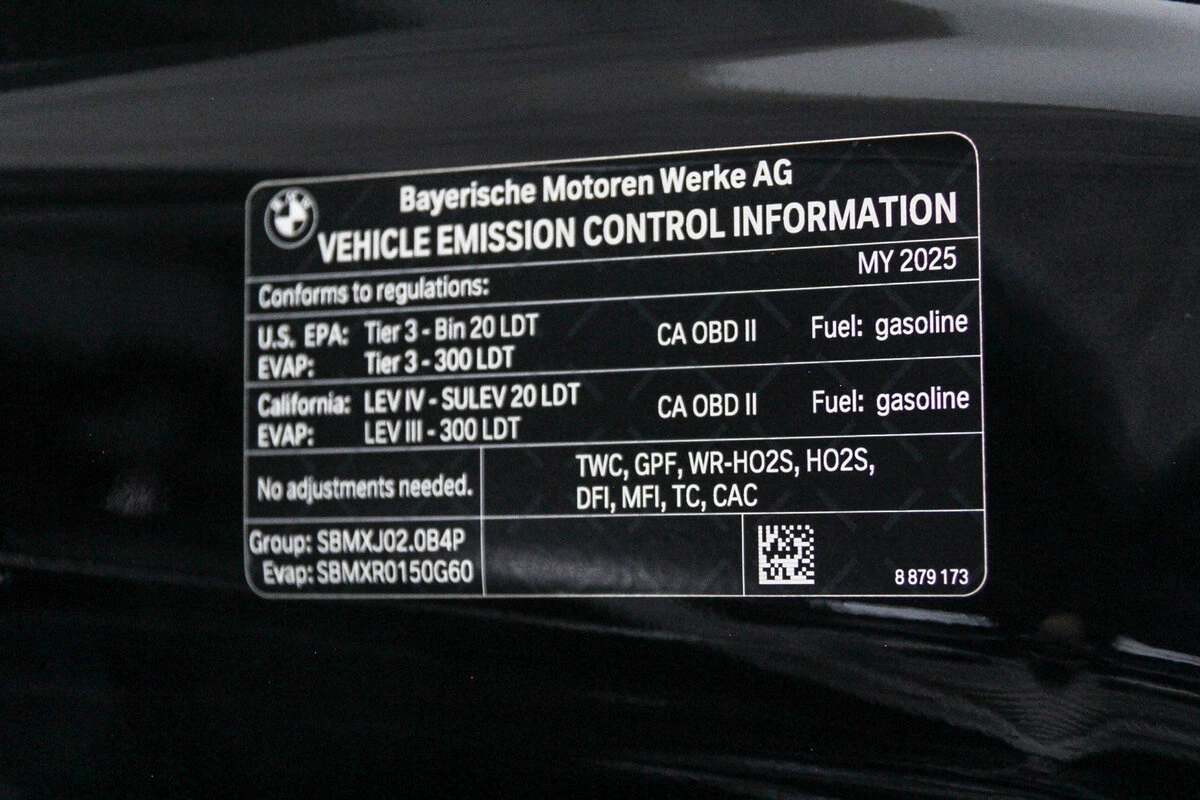 Bayerische Motoren Werke AG
VEHICLE EMISSION CONTROL INFORMATION
Conforms to regulations: MY 2025
U.S. EPA: Tier 3 - Bin 20 LDT CA OBD II Fuel: gasoline
EVAP: Tier 3 - 300 LDT
California: LEV IV - SULEV 20 LDT CA OBD II Fuel: gasoline
EVAP: LEV III - 300 LDT
No adjustments needed.
TWC, GPF, WR-HO2S, HO2S,
DFI, MFI, TC, CAC
Group: SBMXJ02.0B4P
Evap: SBMXR0150G60
8 879 173